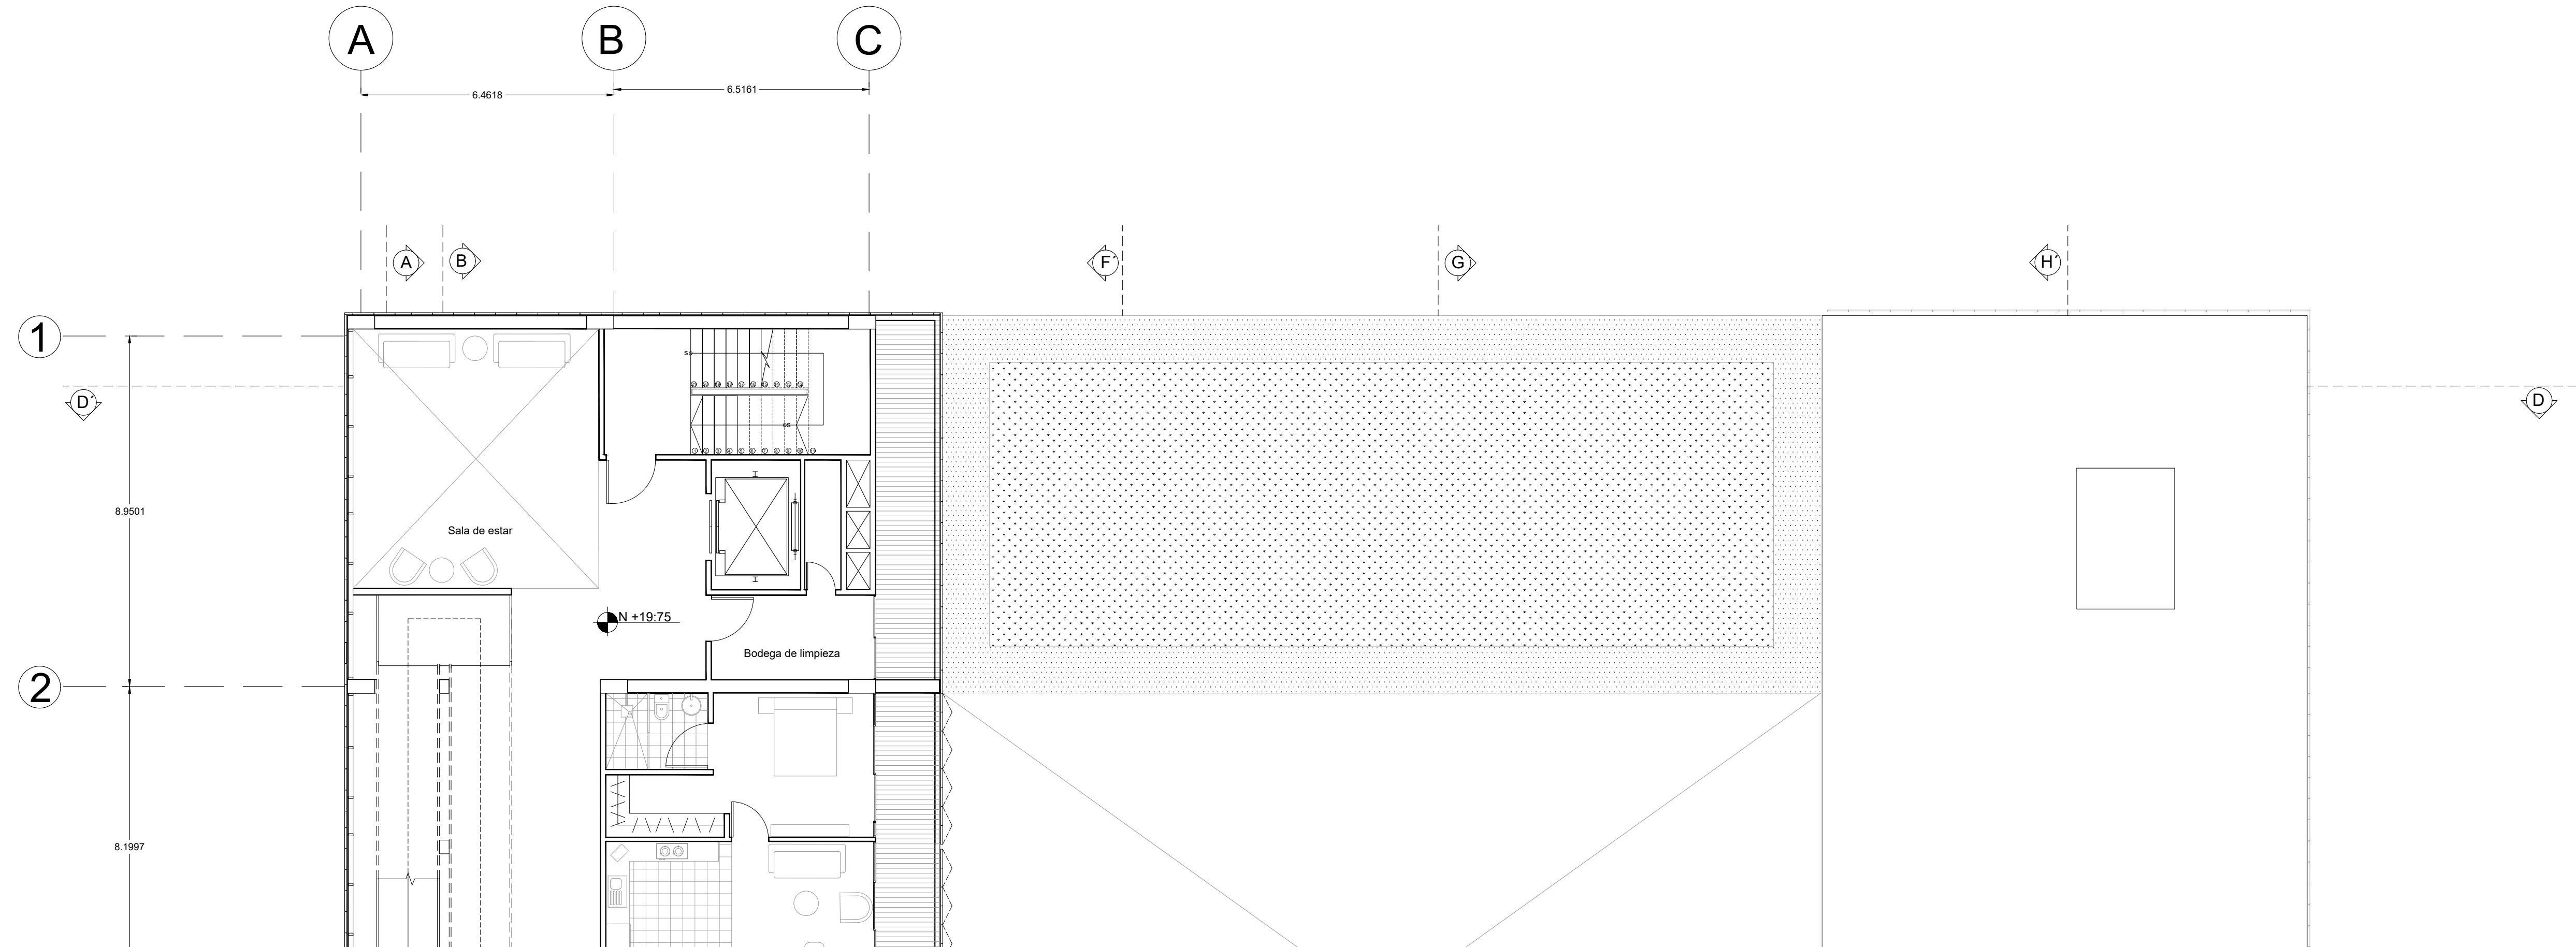 A
B
C
6.4618
6.5161
A
B
F´
G
H´
1
D´
D
8.9501
Sala de estar
N +19:75
Bodega de limpieza
2
8.1997